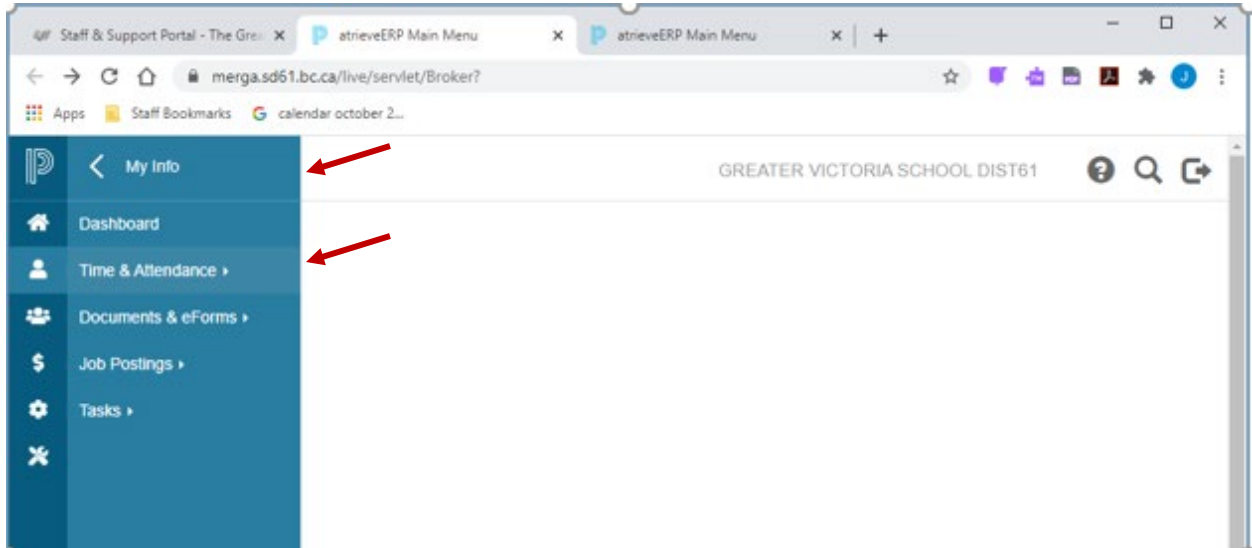 Staff & Support Portal - The Gre
atrieveERP Main Menu
atrieveERP Main Menu
merga.sd61.bc.ca/live/servlet/Broker?
Apps
Staff Bookmarks
calendar october 2...
My Info
GREATER VICTORIA SCHOOL DIST61
Dashboard
Time & Attendance
Documents & eForms
Job Postings
Tasks